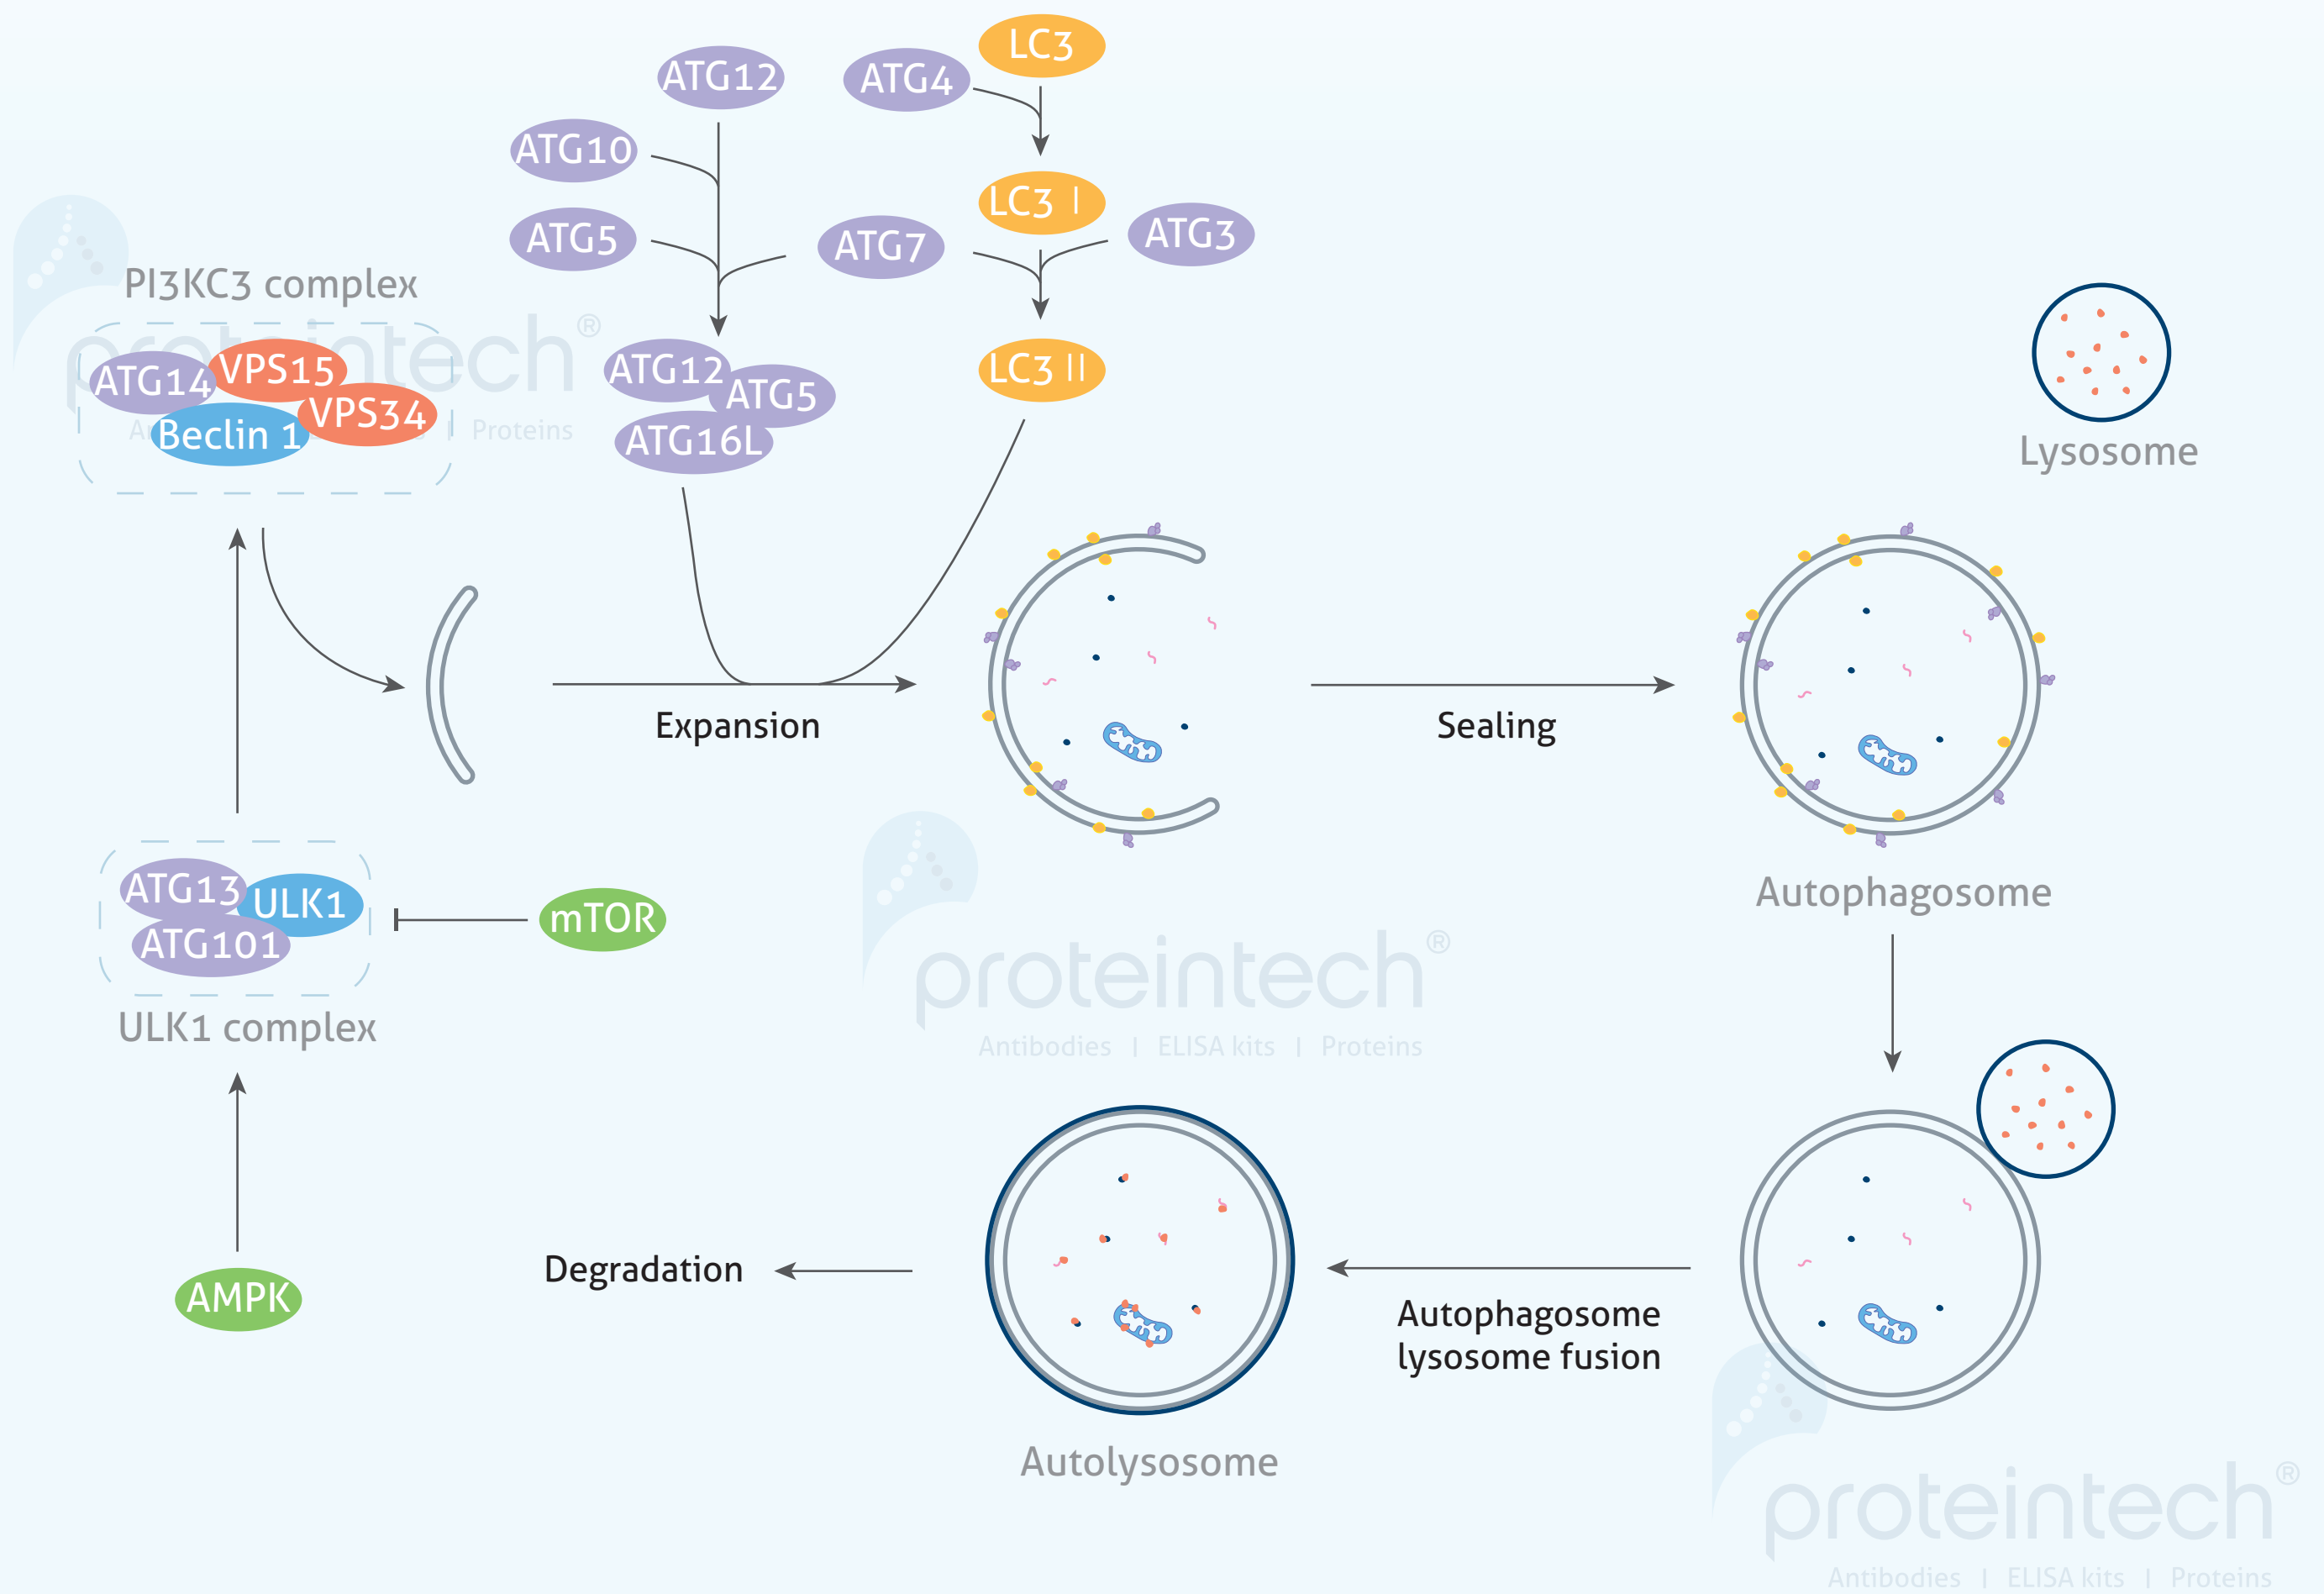 LC3
ATG12
ATG4
ATG10
LC3 I
ATG5
ATG7
ATG3
PI3KC3 complex
proteintech®
Proteins
ATG14
VPS15
VPS34
Beclin 1
ATG12
ATG5
ATG16L
LC3 II
Lysosome
Expansion
Sealing
ATG13
ULK1
ATG101
mTOR
ULK1 complex
Autophagosome
proteintech®
Antibodies | ELISA kits | Proteins
AMPK
Degradation
Autophagosome
lysosome fusion
Autolysosome
proteintech®
Antibodies | ELISA kits | Proteins